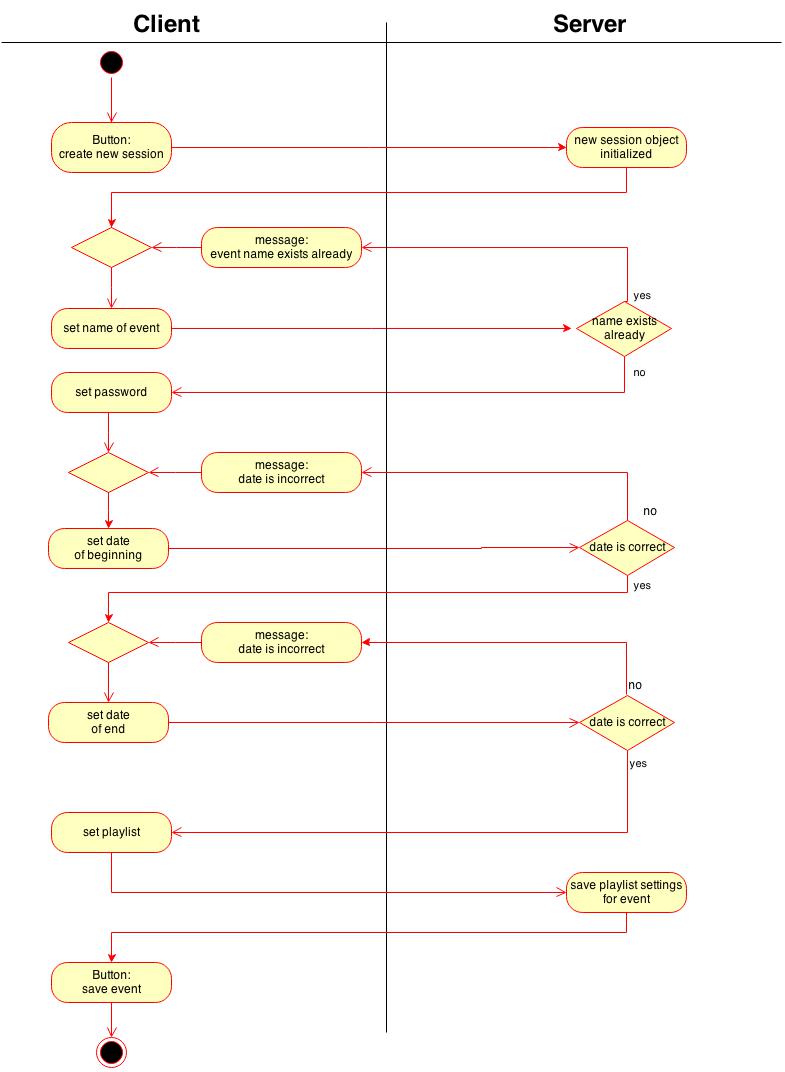 Client
Server
Button:
create new session
new session object
initialized
message:
event name exists already
yes
set name of event
name exists
already
no
set password
message:
date is incorrect
no
set date
of beginning
date is correct
yes
message:
date is incorrect
no
set date
of end
date is correct
yes
set playlist
save playlist settings
for event
Button:
save event